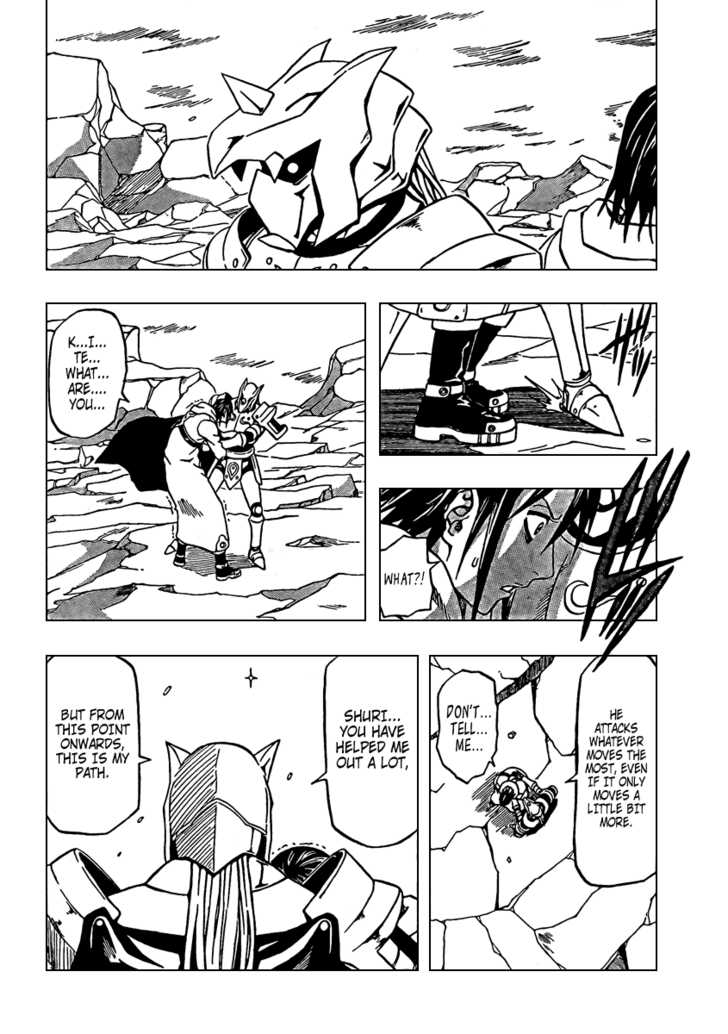 WHAT?!
K...I...
TE...
WHAT...
ARE....
YOU....
HE
ATTACKS
WHATEVER
MOVES THE
MOST, EVEN
IF IT ONLY
MOVES A
LITTLE BIT
MORE.
DON'T...
TELL...
ME...
SHURI...
YOU HAVE
HELPED ME
OUT A LOT,
BUT FROM
THIS POINT
ONWARDS,
THIS IS MY
PATH.